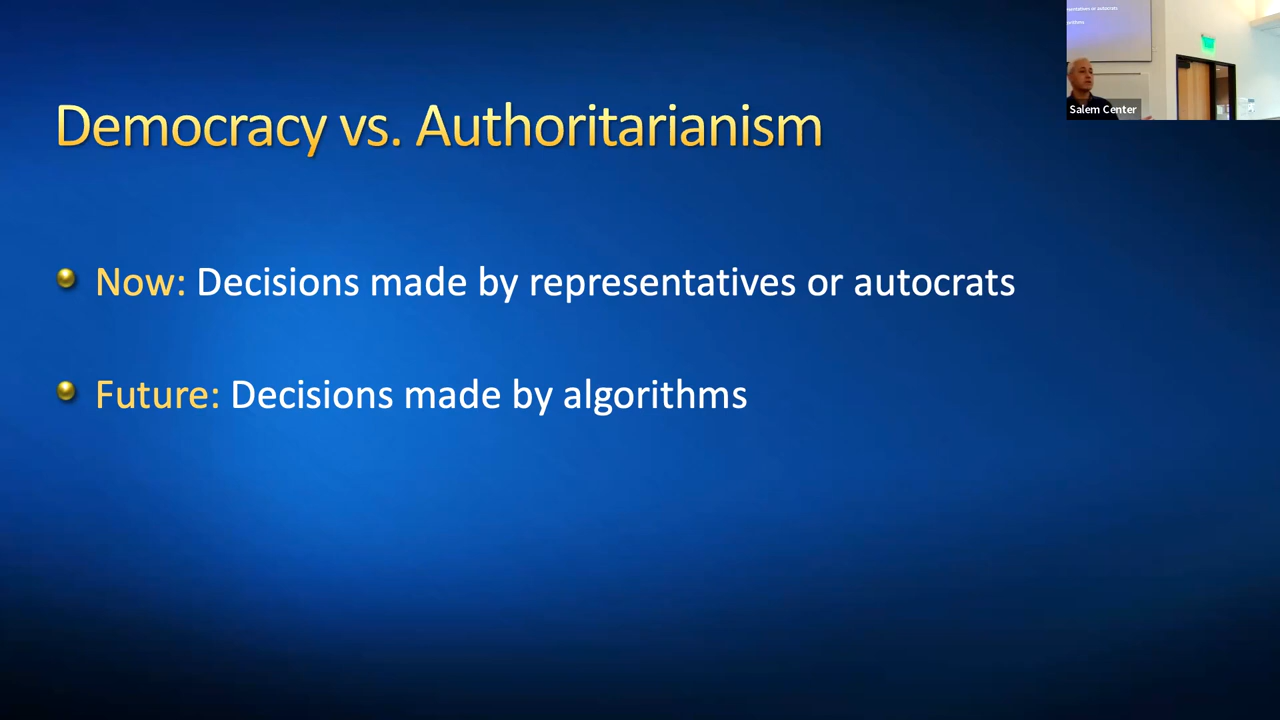 Democracy vs. Authoritarianism
Now: Decisions made by representatives or autocrats
Future: Decisions made by algorithms
Salem Center